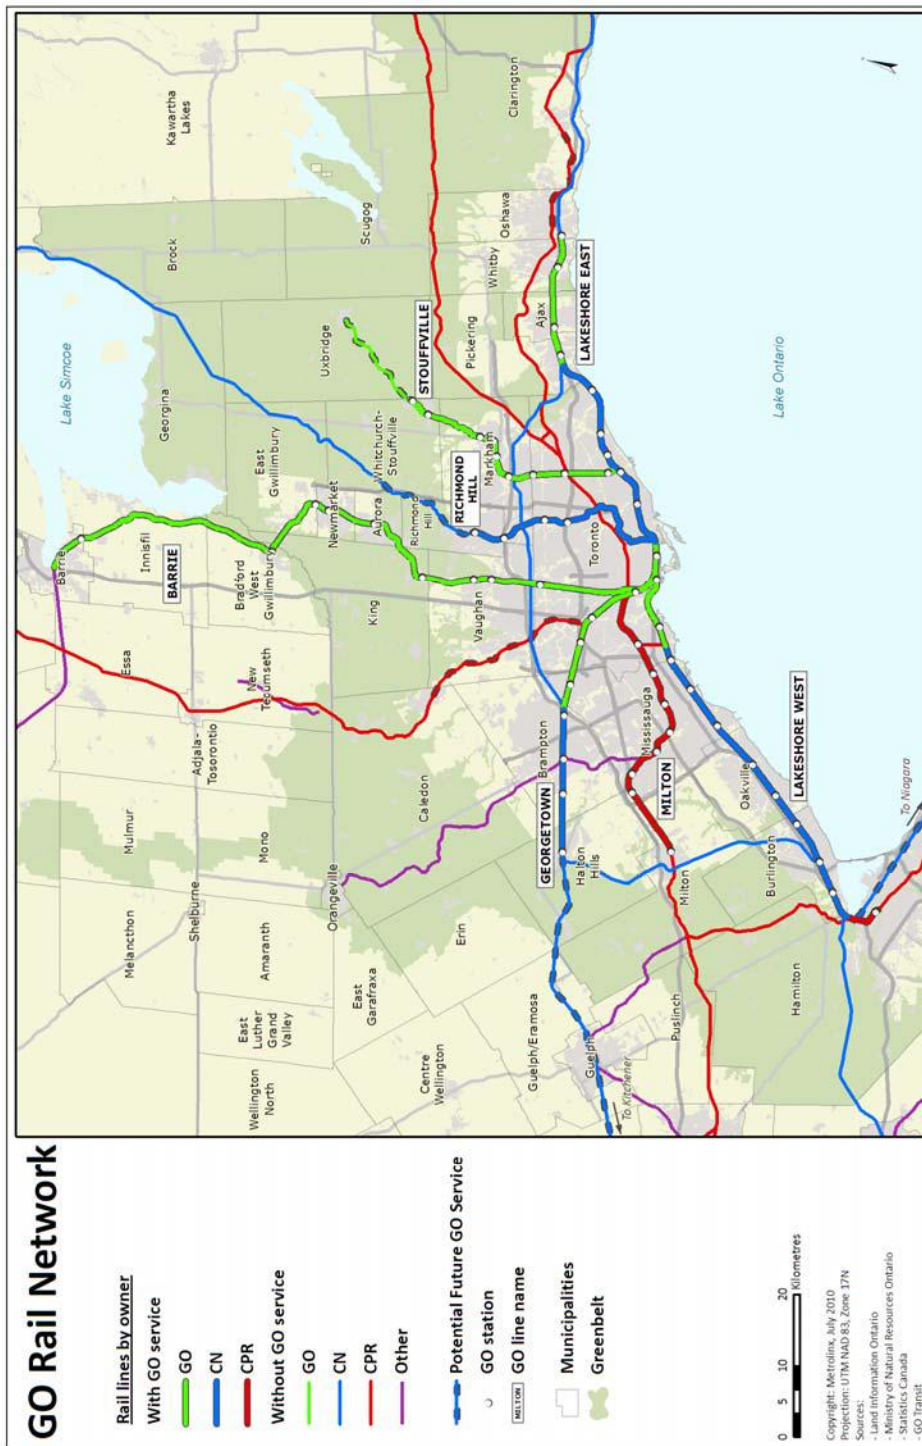 GO Rail Network
Rail lines by owner
With GO service
GO
CN
CPR
Without GO service
GO
CN
CPR
Other
Potential Future GO Service
GO station
MILTON
GO line name
Municipalities
Greenbelt
0
5
10
20
Kilometres
Copyright: Metrolinx, July 2010
Projection: UTM NAD 83, Zone 17N
Sources:
- Land Information Ontario
- Ministry of Natural Resources Ontario
- Statistics Canada
- GO Transit
Melancthon
Mulmur
Essa
Innisfil
Barrie
BARRIE
Lake Simcoe
Georgina
Brock
Kawartha
Lakes
Shelburne
Adjala-
Tosorontio
New
Tecumseth
Bradford
West
Gwillimbury
East
Gwillimbury
Wellington
North
East
Luther
Grand
Valley
Amaranth
Mono
Orangeville
Newmarket
Uxbridge
Scugog
East
Garafraxa
Caledon
King
Aurora
Whitchurch-
Stouffville
Richmond
Hill
STOUFFVILLE
Centre
Wellington
Erin
Vaughan
RICHMOND
HILL
Markham
Pickering
Whitby
Oshawa
Clarington
Guelph/Eramosa
GEORGETOWN
Brampton
Ajax
Guelph
Halton
Hills
Toronto
LAKESHORE EAST
To Kitchener
Puslinch
Milton
MILTON
Mississauga
Hamilton
Burlington
Oakville
LAKESHORE WEST
Lake Ontario
To Niagara